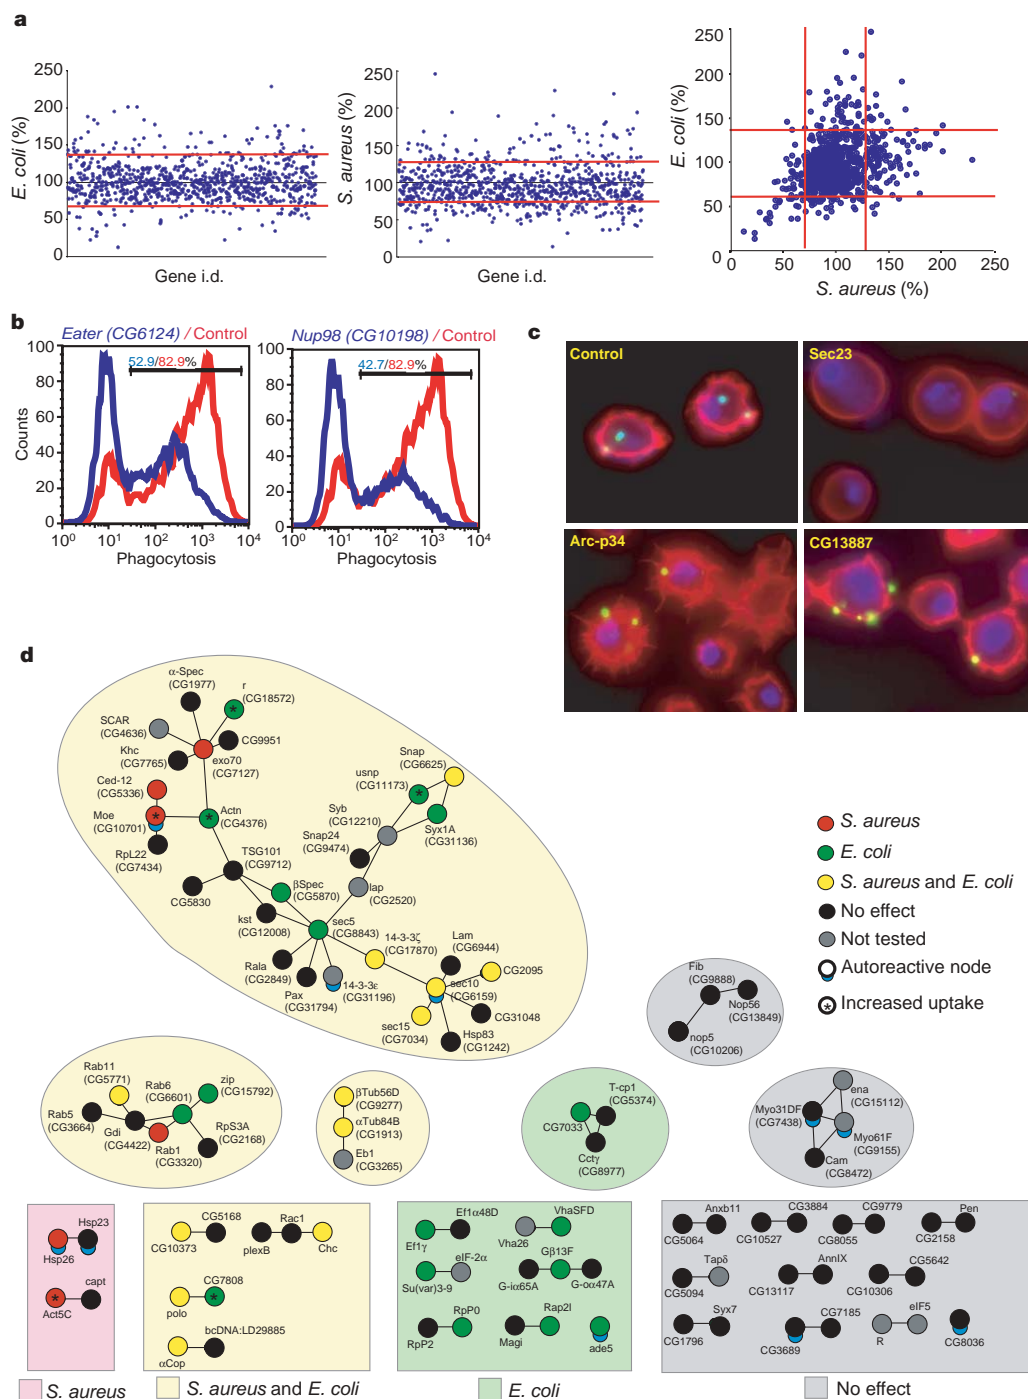 a
E. coli (%)
250
200
150
100
50
0
Gene i.d.
S. aureus (%)
250
200
150
100
50
0
Gene i.d.
E. coli (%)
250
200
150
100
50
0
0 50 100 150 200 250
S. aureus (%)
b
Eater (CG6124) / Control
52.9/82.9%
Counts
100
80
60
40
20
0
10⁰ 10¹ 10² 10³ 10⁴
Phagocytosis
Nup98 (CG10198) / Control
42.7/82.9%
100
80
60
40
20
0
10⁰ 10¹ 10² 10³ 10⁴
Phagocytosis
c
Control
Sec23
Arc-p34
CG13887
d
α-Spec
(CG1977)
r
(CG18572)
SCAR
(CG4636)
CG9951
Khc
(CG7765)
exo70
(CG7127)
Ced-12
(CG5336)
Moe
(CG10701)
Actn
(CG4376)
RpL22
(CG7434)
TSG101
(CG9712)
CG5830
βSpec
(CG5870)
kst
(CG12008)
sec5
(CG8843)
Snap
(CG6625)
usnp
(CG11173)
Syb
(CG12210)
Syx1A
(CG31136)
Snap24
(CG9474)
lap
(CG2520)
14-3-3ζ
(CG17870)
Lam
(CG6944)
CG2095
Rala
(CG2849)
Pax
(CG31794)
14-3-3ε
(CG31196)
sec10
(CG6159)
CG31048
sec15
(CG7034)
Hsp83
(CG1242)
S. aureus
E. coli
S. aureus and E. coli
No effect
Not tested
Autoreactive node
Increased uptake
Fib
(CG9888)
Nop56
(CG13849)
nop5
(CG10206)
Rab11
(CG5771)
Rab6
(CG6601)
zip
(CG15792)
Rab5
(CG3664)
Gdi
(CG4422)
Rab1
(CG3320)
RpS3A
(CG2168)
βTub56D
(CG9277)
αTub84B
(CG1913)
Eb1
(CG3265)
T-cp1
(CG5374)
CG7033
Cctγ
(CG8977)
ena
(CG15112)
Myo31DF
(CG7438)
Myo61F
(CG9155)
Cam
(CG8472)
Hsp23
Hsp26
capt
Act5C
CG5168
CG10373
Rac1
plexB
Chc
CG7808
polo
bcDNA:LD29885
αCop
Ef1α48D
Ef1γ
VhaSFD
Vha26
eIF-2α
Su(var)3-9
Gβ13F
G-iα65A
G-oα47A
RpP0
RpP2
Rap2l
Magi
ade5
Anxb11
CG5064
CG3884
CG10527
CG9779
CG8055
Pen
CG2158
Tapδ
CG5094
AnnIX
CG13117
CG5642
CG10306
Syx7
CG1796
CG7185
CG3689
eIF5
R
CG8036
S. aureus
S. aureus and E. coli
E. coli
No effect